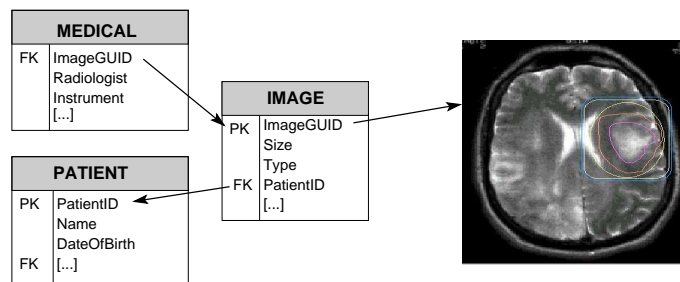 MEDICAL
FK ImageGUID
Radiologist
Instrument
[...]
IMAGE
PK ImageGUID
Size
Type
FK PatientID
[...]
PATIENT
PK PatientID
Name
DateOfBirth
FK [...]